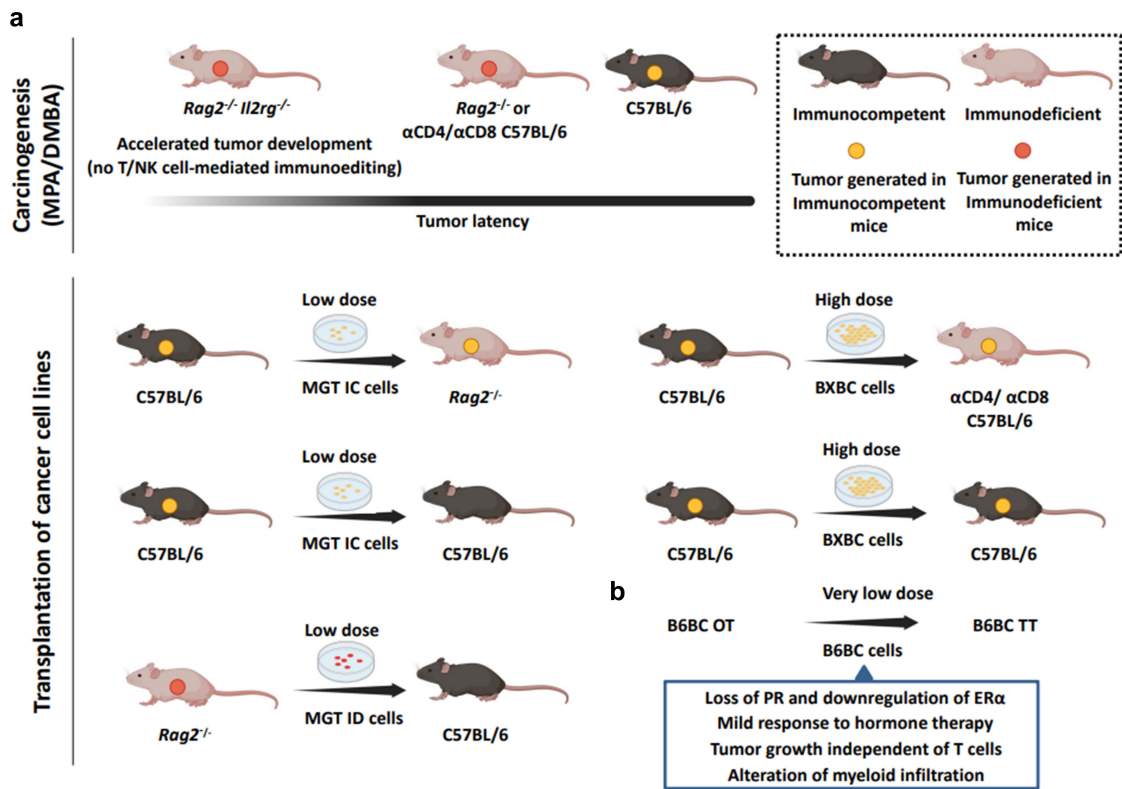 a
Carcinogenesis
(MPA/DMBA)
Rag2-/- Il2rg-/-
Accelerated tumor development
(no T/NK cell-mediated immunoediting)
Rag2-/- or
αCD4/αCD8 C57BL/6
C57BL/6
Tumor latency
Immunocompetent
Immunodeficient
Tumor generated in
Immunocompetent
mice
Tumor generated in
Immunodeficient
mice
Transplantation of cancer cell lines
C57BL/6
Low dose
MGT IC cells
Rag2-/-
C57BL/6
High dose
BXBC cells
αCD4/ αCD8
C57BL/6
C57BL/6
Low dose
MGT IC cells
C57BL/6
C57BL/6
High dose
BXBC cells
C57BL/6
Rag2-/-
Low dose
MGT ID cells
C57BL/6
b
B6BC OT
Very low dose
B6BC cells
B6BC TT
Loss of PR and downregulation of ERα
Mild response to hormone therapy
Tumor growth independent of T cells
Alteration of myeloid infiltration